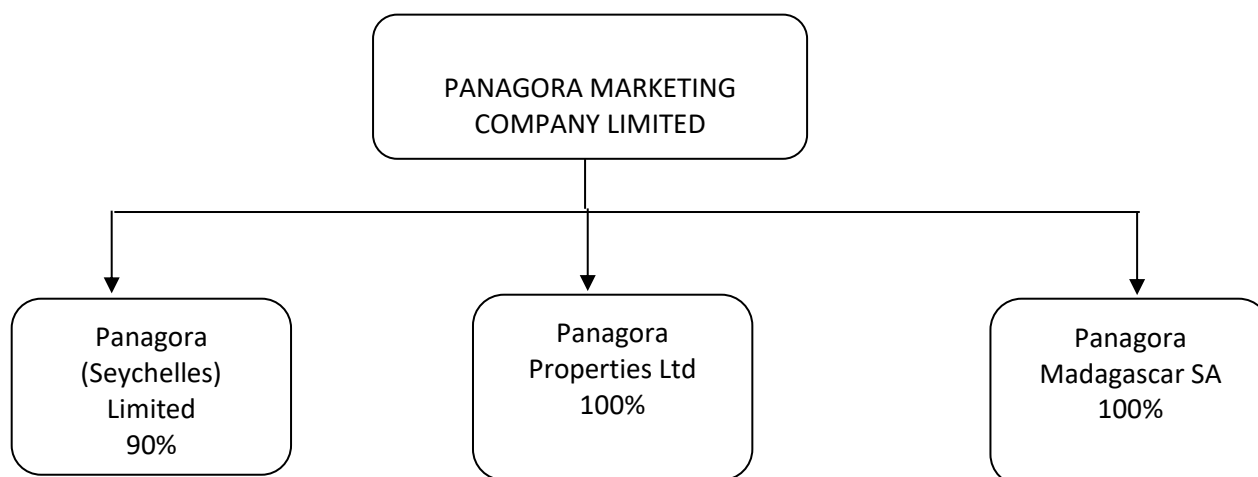 PANAGORA MARKETING
COMPANY LIMITED
Panagora
(Seychelles)
Limited
90%
Panagora
Properties Ltd
100%
Panagora
Madagascar SA
100%